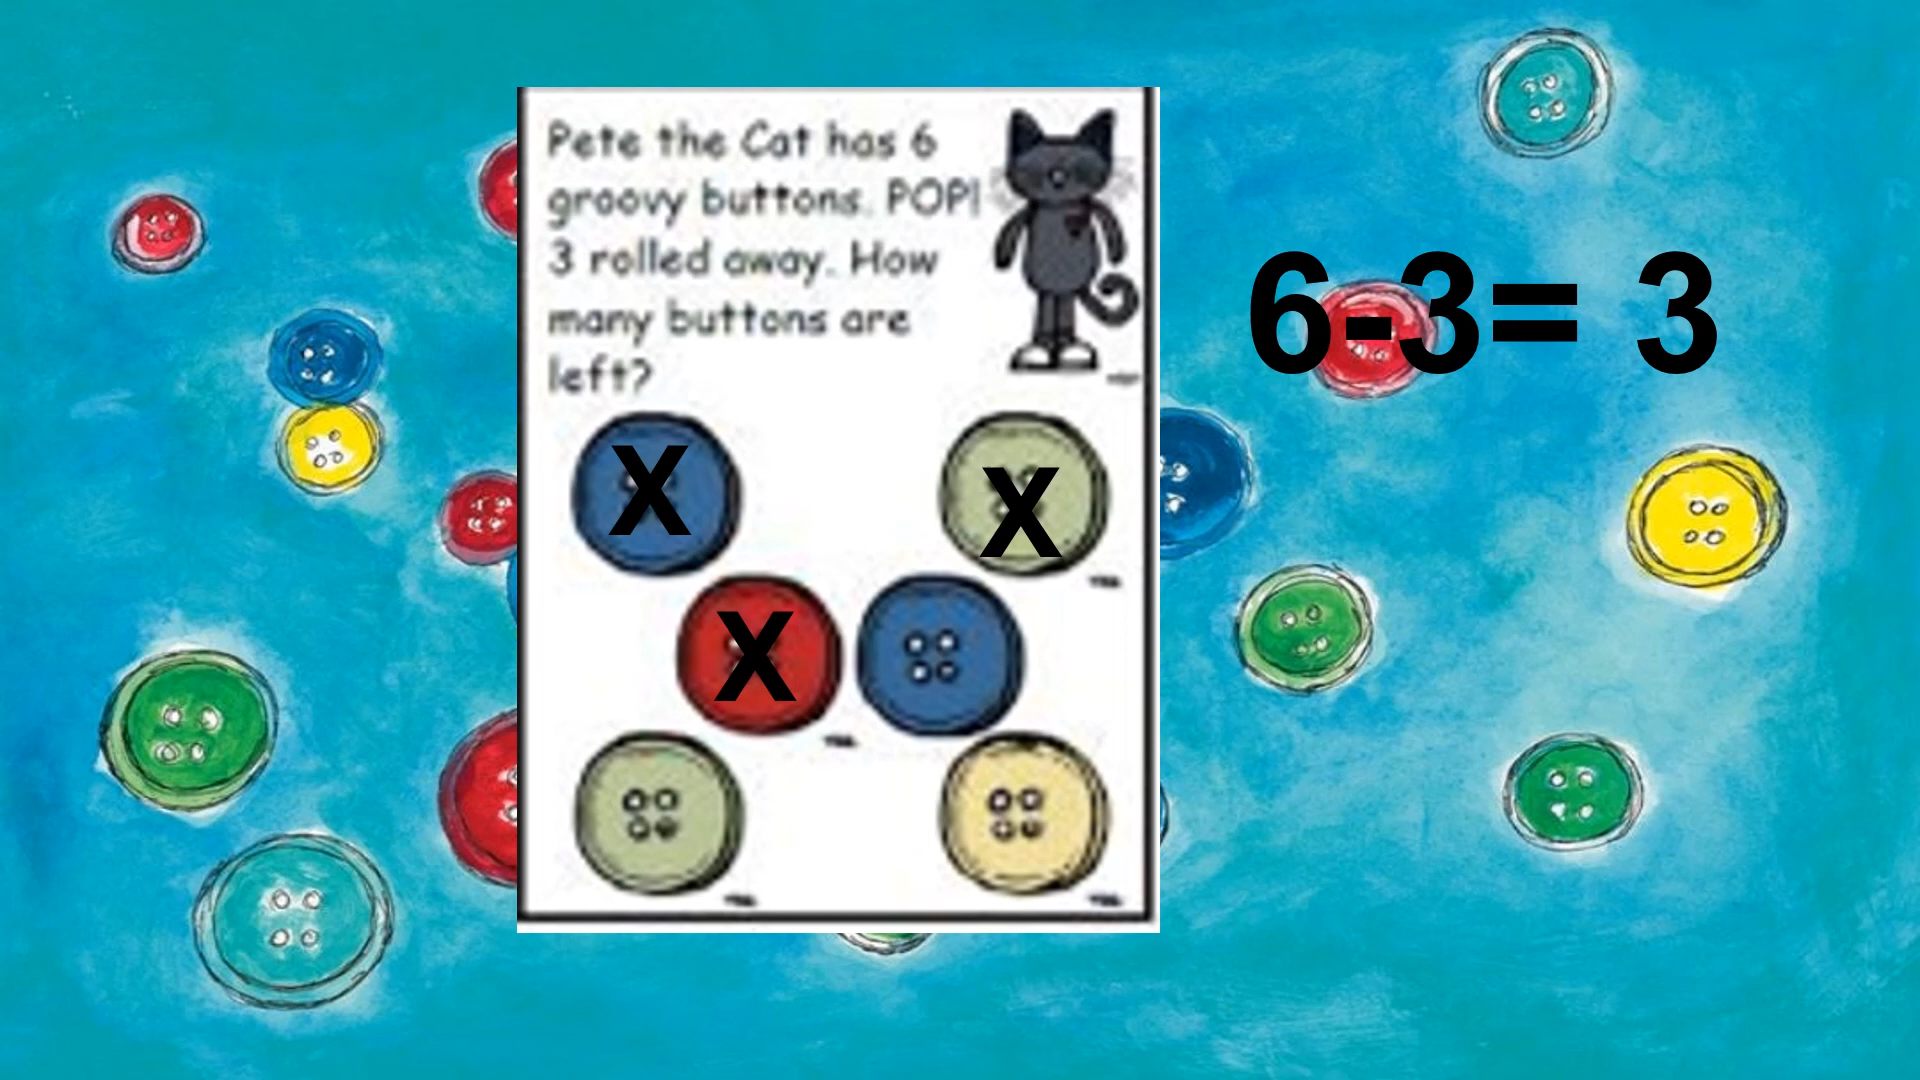 Pete the Cat has 6
groovy buttons. POP!
3 rolled away. How
many buttons are
left?
6-3= 3
X
X
X